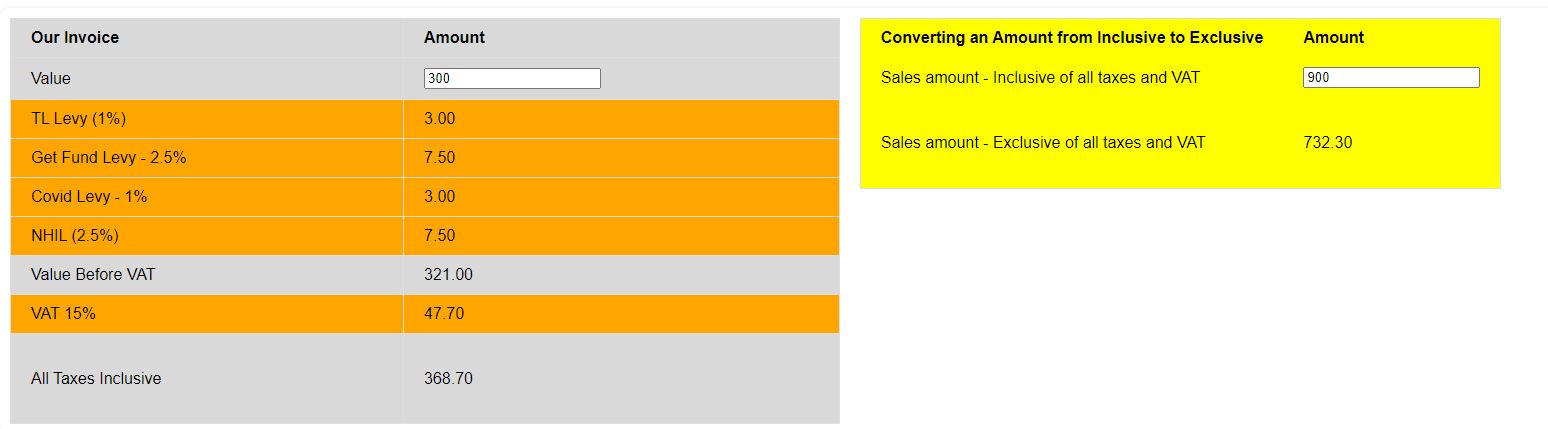 Our Invoice Amount
Value 300
TL Levy (1%) 3.00
Get Fund Levy - 2.5% 7.50
Covid Levy - 1% 3.00
NHIL (2.5%) 7.50
Value Before VAT 321.00
VAT 15% 47.70
All Taxes Inclusive 368.70
Converting an Amount from Inclusive to Exclusive Amount
Sales amount - Inclusive of all taxes and VAT 900
Sales amount - Exclusive of all taxes and VAT 732.30